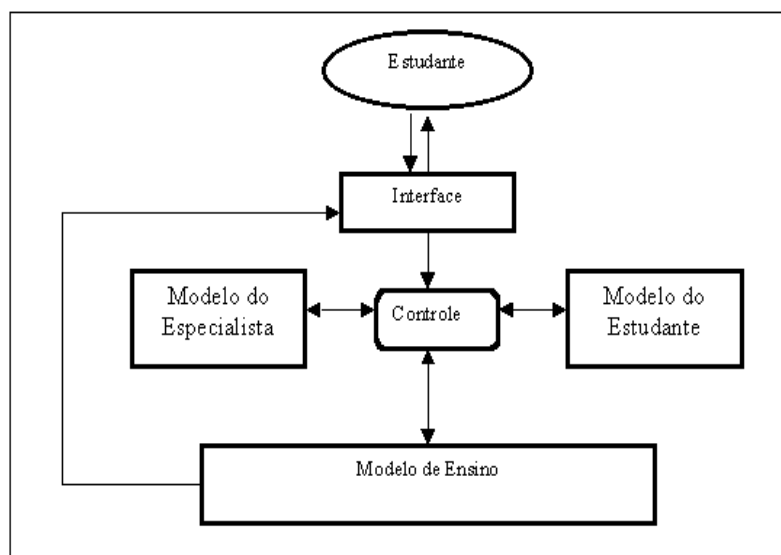 Estudante
Interface
Modelo do
Especialista
Controle
Modelo do
Estudante
Modelo de Ensino